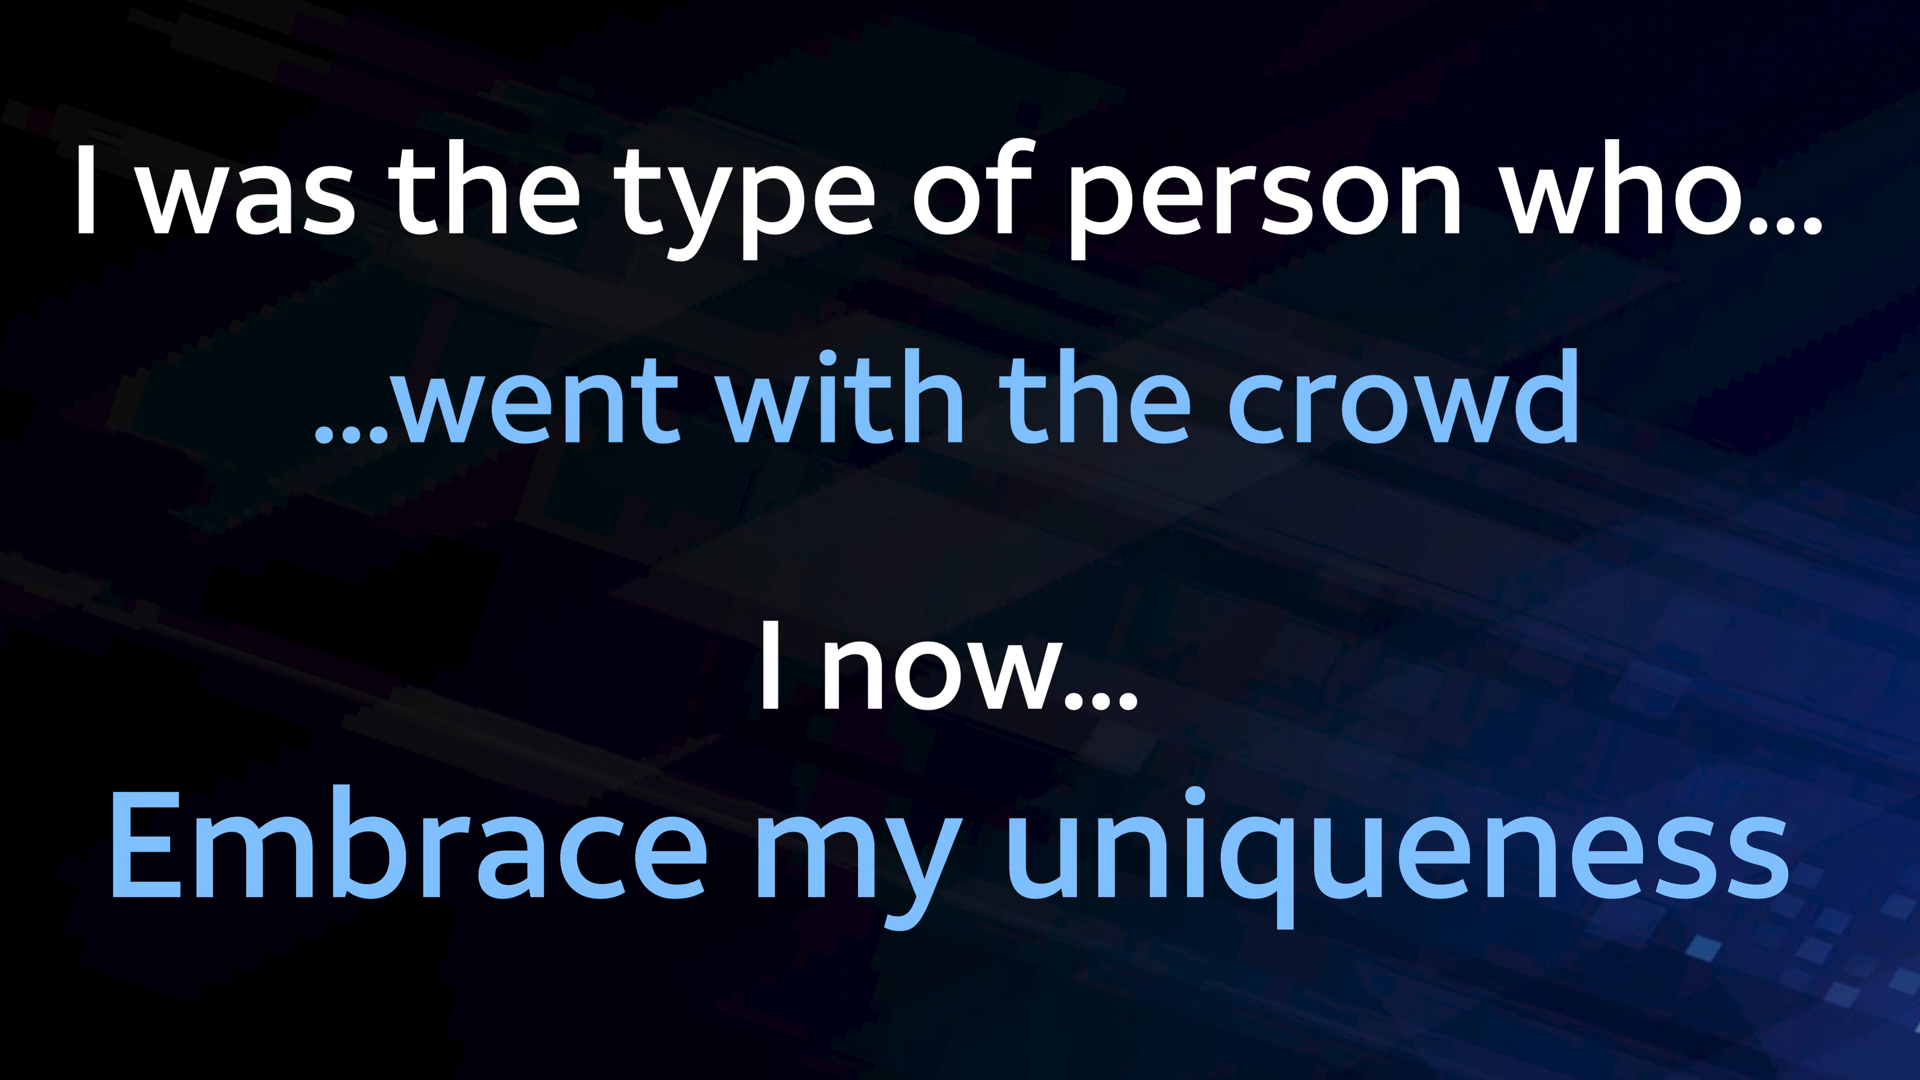 I was the type of person who...
...went with the crowd
I now...
Embrace my uniqueness